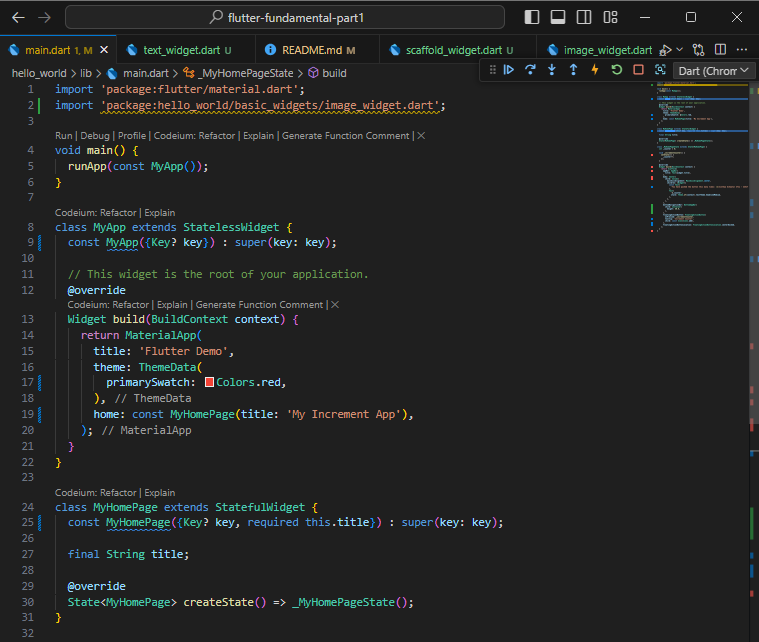 flutter-fundamental-part1
main.dart 1, M
text_widget.dart U
README.md M
scaffold_widget.dart U
image_widget.dart
hello_world > lib > main.dart > _MyHomePageState > build
Dart (Chrom
1 import 'package:flutter/material.dart';
2 import 'package:hello_world/basic_widgets/image_widget.dart';
3
Run | Debug | Profile | Codeium: Refactor | Explain | Generate Function Comment | ×
4 void main() {
5 runApp(const MyApp());
6 }
7
Codeium: Refactor | Explain
8 class MyApp extends StatelessWidget {
9 const MyApp({Key? key}) : super(key: key);
10
11 // This widget is the root of your application.
12 @override
Codeium: Refactor | Explain | Generate Function Comment | ×
13 Widget build(BuildContext context) {
14 return MaterialApp(
15 title: 'Flutter Demo',
16 theme: ThemeData(
17 primarySwatch: Colors.red,
18 ), // ThemeData
19 home: const MyHomePage(title: 'My Increment App'),
20 ); // MaterialApp
21 }
22 }
23
Codeium: Refactor | Explain
24 class MyHomePage extends StatefulWidget {
25 const MyHomePage({Key? key, required this.title}) : super(key: key);
26
27 final String title;
28
29 @override
30 State<MyHomePage> createState() => _MyHomePageState();
31 }
32